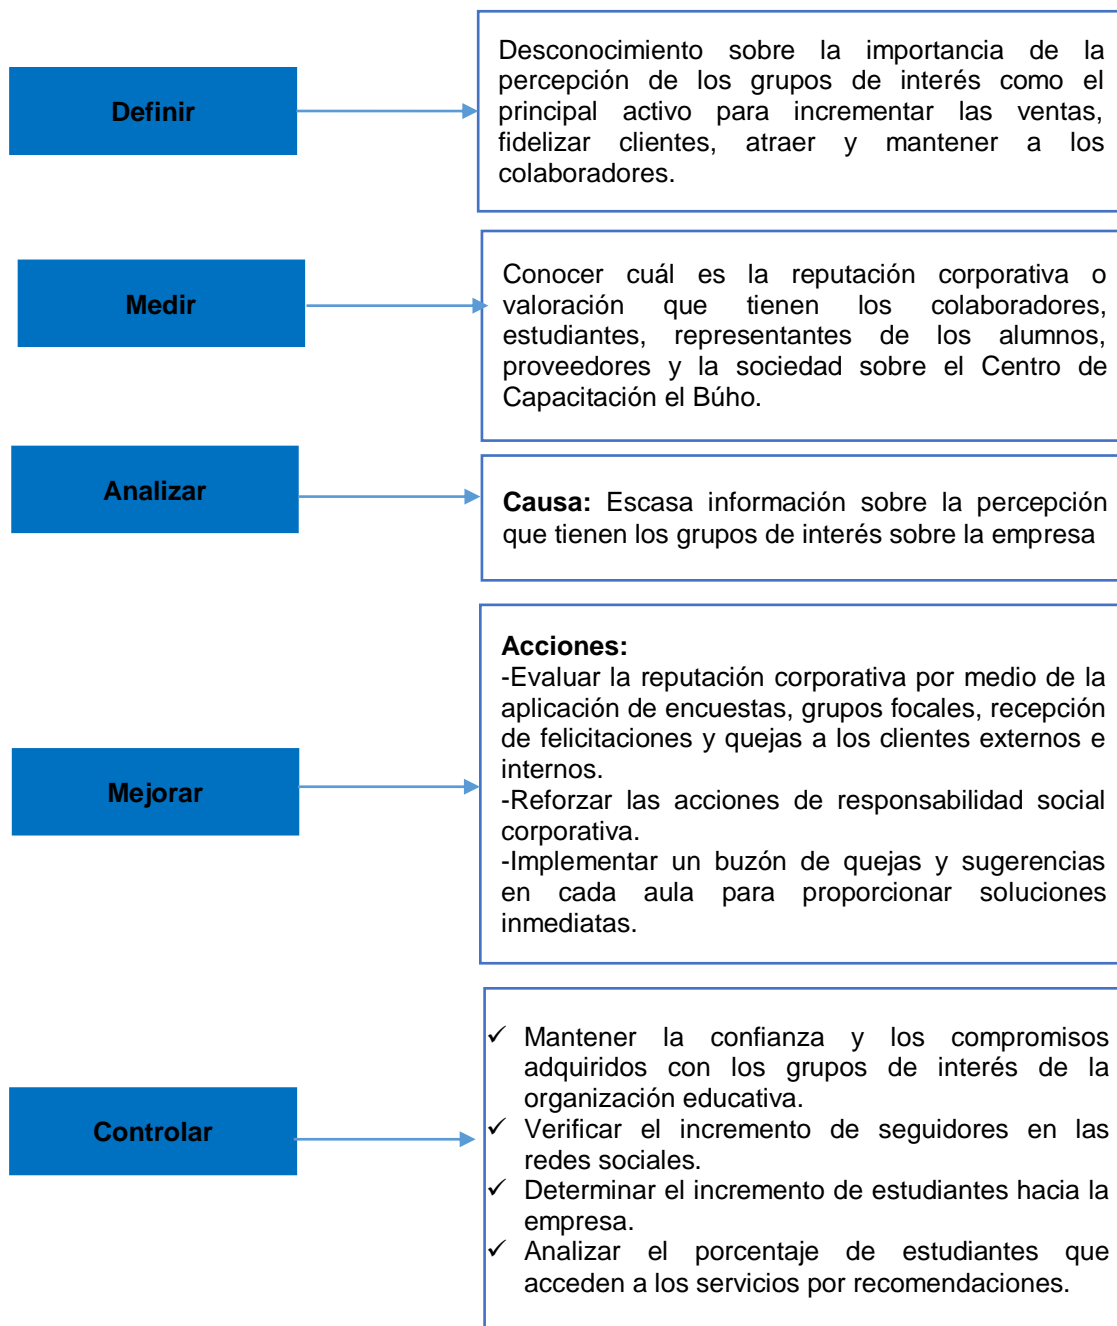 Definir
Desconocimiento sobre la importancia de la
percepción de los grupos de interés como el
principal activo para incrementar las ventas,
fidelizar clientes, atraer y mantener a los
colaboradores.
Medir
Conocer cuál es la reputación corporativa o
valoración que tienen los colaboradores,
estudiantes, representantes de los alumnos,
proveedores y la sociedad sobre el Centro de
Capacitación el Búho.
Analizar
Causa: Escasa información sobre la percepción
que tienen los grupos de interés sobre la empresa
Mejorar
Acciones:
-Evaluar la reputación corporativa por medio de la
aplicación de encuestas, grupos focales, recepción
de felicitaciones y quejas a los clientes externos e
internos.
-Reforzar las acciones de responsabilidad social
corporativa.
-Implementar un buzón de quejas y sugerencias
en cada aula para proporcionar soluciones
inmediatas.
Controlar
✓ Mantener la confianza y los compromisos
adquiridos con los grupos de interés de la
organización educativa.
✓ Verificar el incremento de seguidores en las
redes sociales.
✓ Determinar el incremento de estudiantes hacia la
empresa.
✓ Analizar el porcentaje de estudiantes que
acceden a los servicios por recomendaciones.